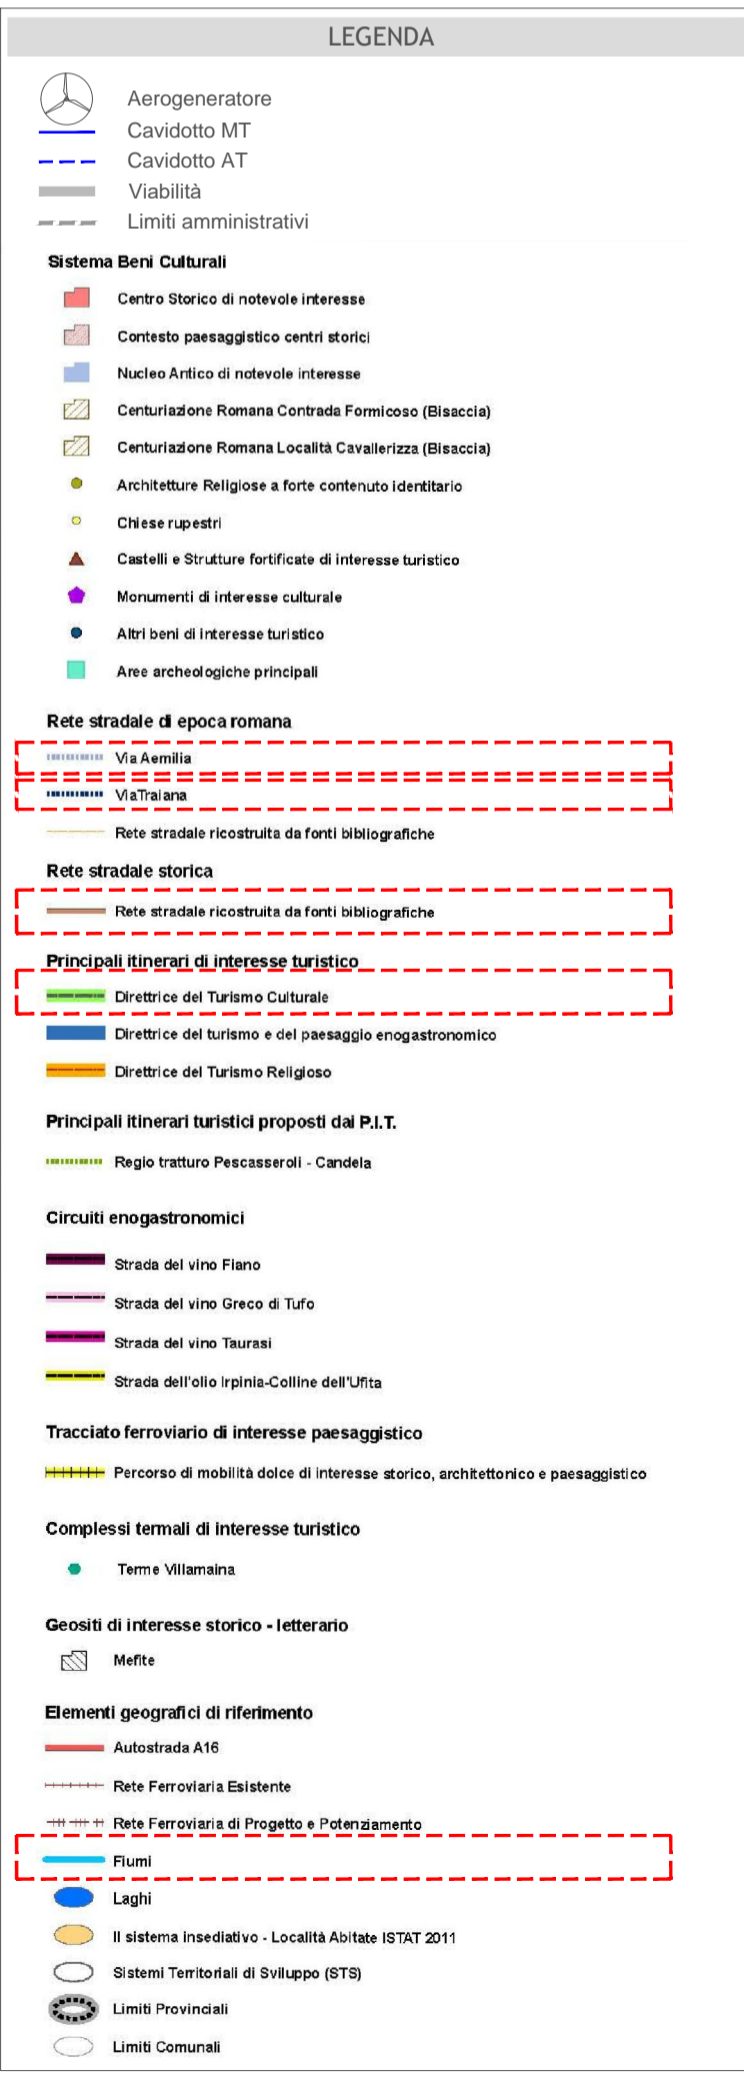 LEGENDA
Aerogeneratore
Cavidotto MT
Cavidotto AT
Viabilità
Limiti amministrativi
Sistema Beni Culturali
Centro Storico di notevole interesse
Contesto paesaggistico centri storici
Nucleo Antico di notevole interesse
Centuriazione Romana Contrada Formicoso (Bisaccia)
Centuriazione Romana Località Cavallerizza (Bisaccia)
Architetture Religiose a forte contenuto identitario
Chiese rupestri
Castelli e Strutture fortificate di interesse turistico
Monumenti di interesse culturale
Altri beni di interesse turistico
Aree archeologiche principali
Rete stradale di epoca romana
Via Aemilia
ViaTraiana
Rete stradale ricostruita da fonti bibliografiche
Rete stradale storica
Rete stradale ricostruita da fonti bibliografiche
Principali itinerari di interesse turistico
Direttrice del Turismo Culturale
Direttrice del turismo e del paesaggio enogastronomico
Direttrice del Turismo Religioso
Principali itinerari turistici proposti dai P.I.T.
Regio tratturo Pescasseroli - Candela
Circuiti enogastronomici
Strada del vino Fiano
Strada del vino Greco di Tufo
Strada del vino Taurasi
Strada dell'olio Irpinia-Colline dell'Ufita
Tracciato ferroviario di interesse paesaggistico
Percorso di mobilità dolce di interesse storico, architettonico e paesaggistico
Complessi termali di interesse turistico
Terme Villamaina
Geositi di interesse storico - letterario
Mefite
Elementi geografici di riferimento
Autostrada A16
Rete Ferroviaria Esistente
Rete Ferroviaria di Progetto e Potenziamento
Fiumi
Laghi
Il sistema insediativo - Località Abitate ISTAT 2011
Sistemi Territoriali di Sviluppo (STS)
Limiti Provinciali
Limiti Comunali